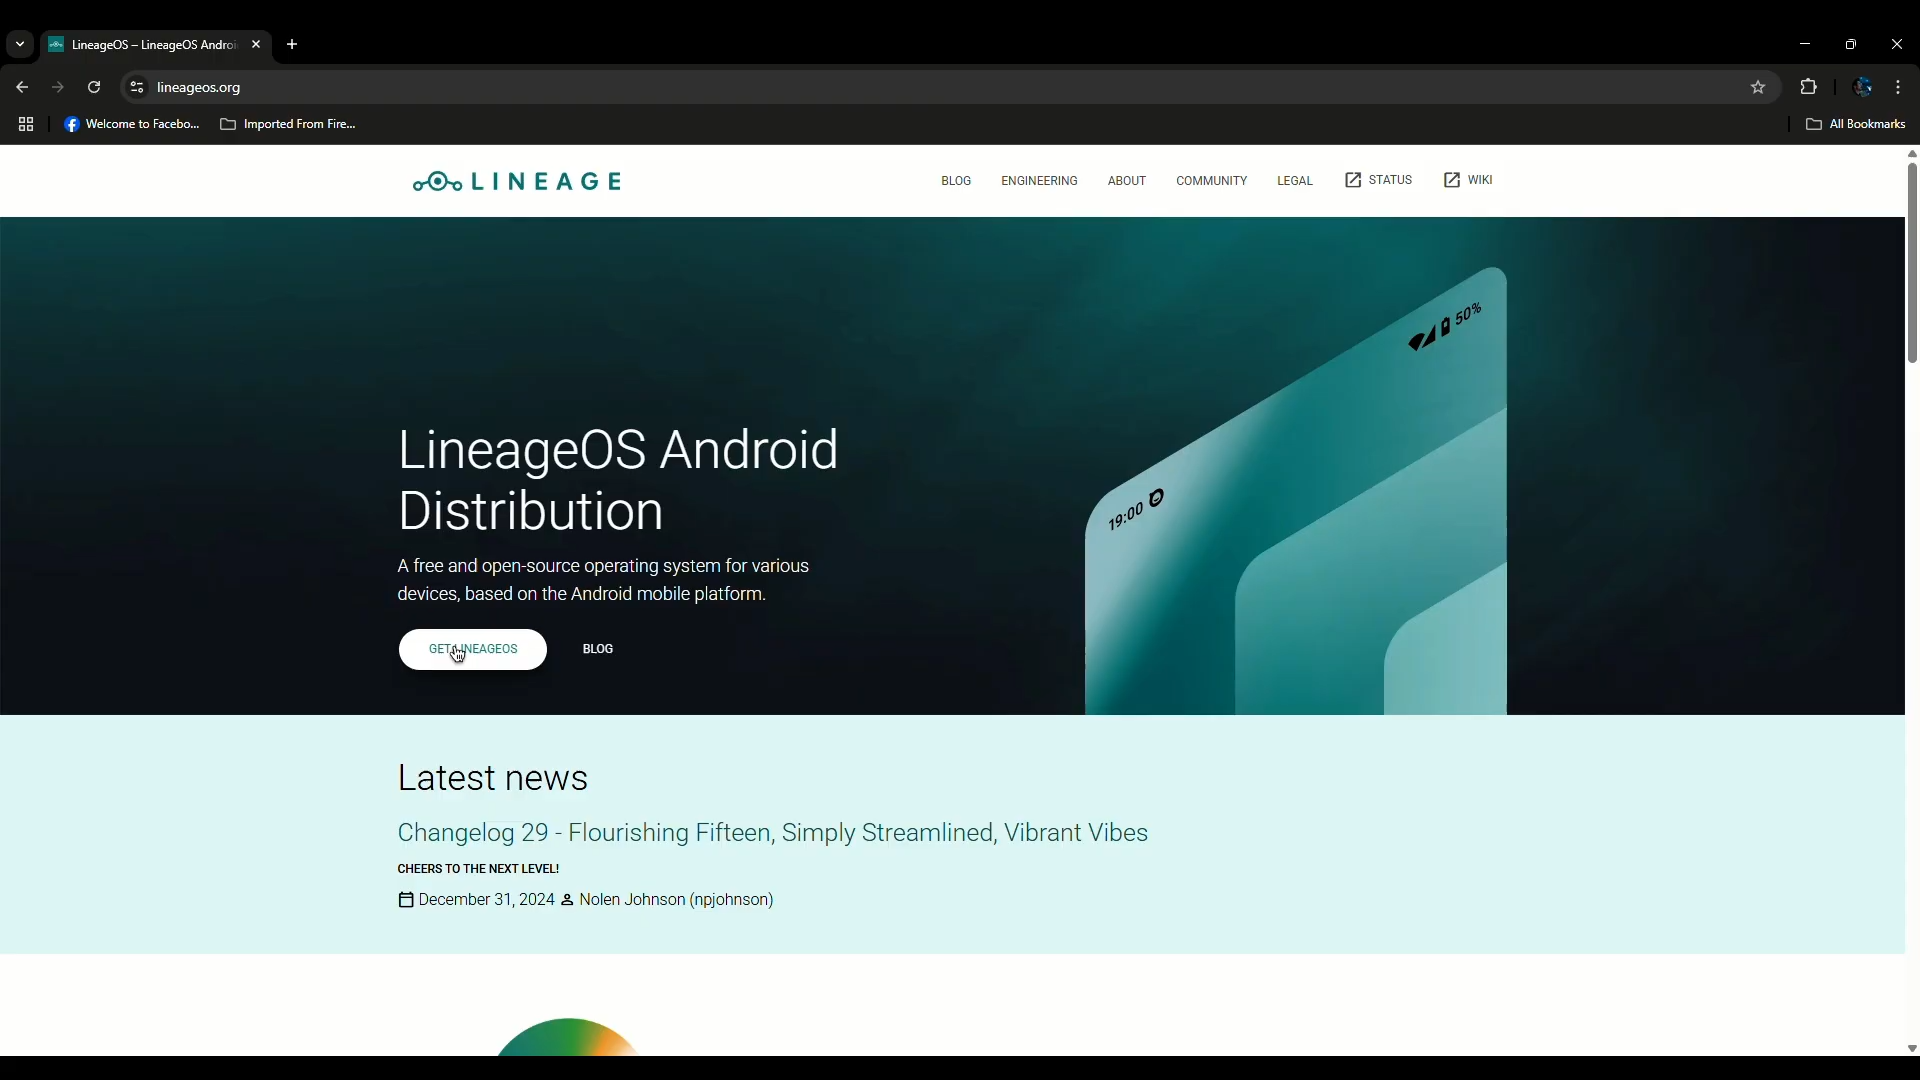 LineageOS – LineageOS Androi
lineageos.org
Welcome to Facebo...
Imported From Fire...
All Bookmarks
LINEAGE
BLOG
ENGINEERING
ABOUT
COMMUNITY
LEGAL
STATUS
WIKI
50%
19:00
LineageOS Android
Distribution
A free and open-source operating system for various
devices, based on the Android mobile platform.
GET LINEAGEOS
BLOG
Latest news
Changelog 29 - Flourishing Fifteen, Simply Streamlined, Vibrant Vibes
CHEERS TO THE NEXT LEVEL!
December 31, 2024 Nolen Johnson (npjohnson)